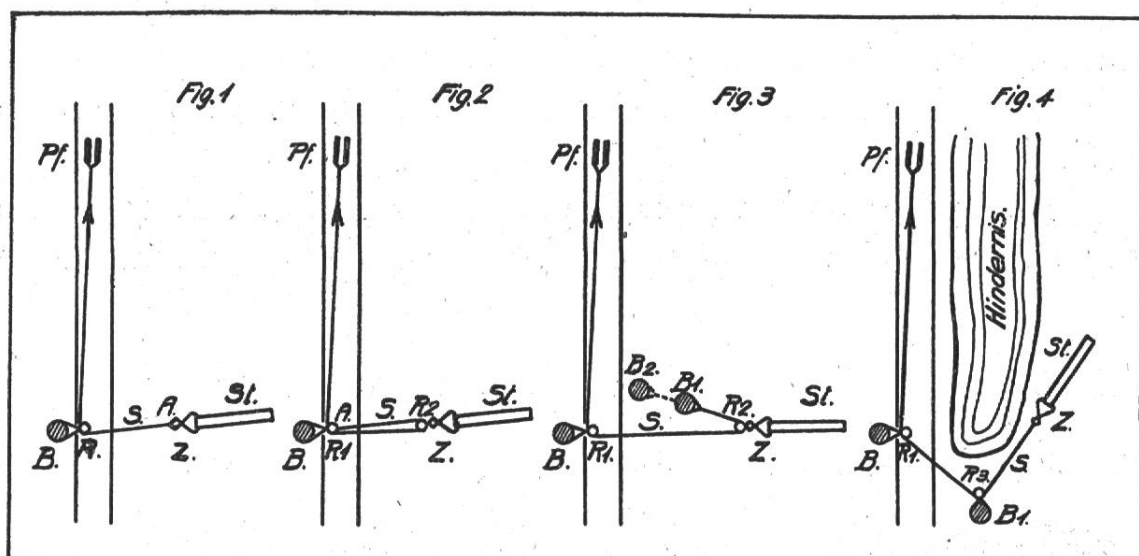 Fig.1
Pf.
S.
A.
St.
B.
R1.
Z.
Fig.2
Pf.
A.
S.
R2
St.
B.
R1
Z.
Fig.3
Pf.
B2.
B1.
R2.
St.
S.
B.
R1.
Z.
Fig.4
Pf.
Hindernis.
St.
B.
R1.
Z.
S.
R3.
B1.